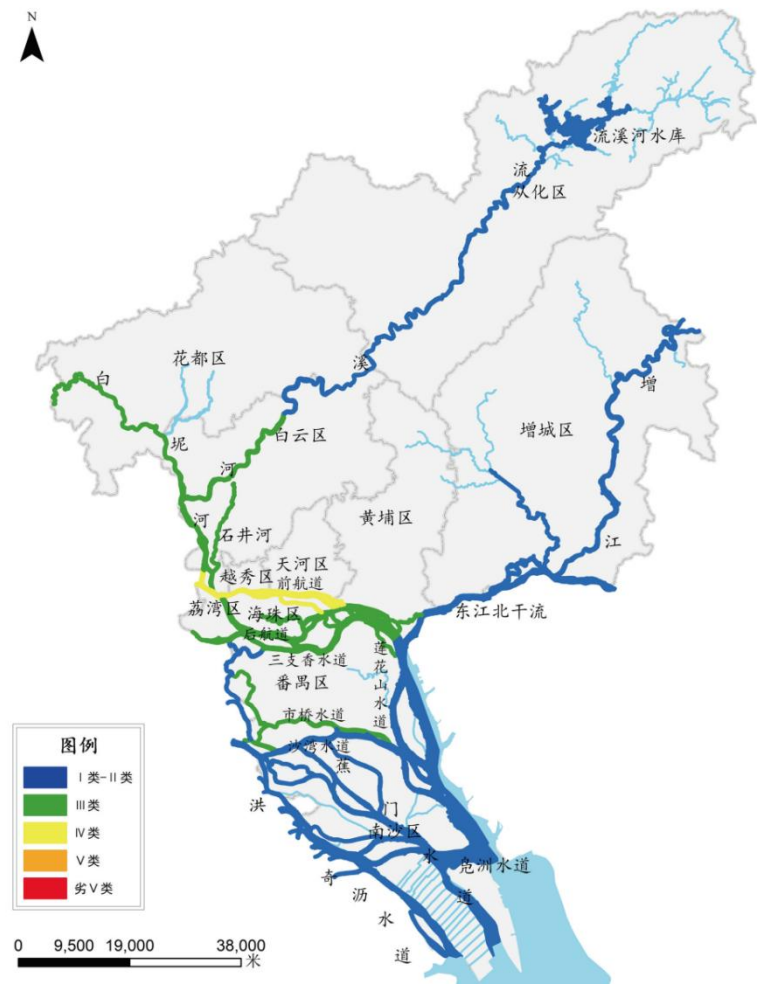 N
流溪河水库
流
从化区
溪
花都区
白
增
坭
白云区
增城区
河
河
石井河
黄埔区
江
天河区
越秀区
前航道
荔湾区
海珠区
东江北干流
后航道
三支香水道
莲花山水道
番禺区
市桥水道
沙湾水道
蕉
洪
门
南沙区
水
凫洲水道
奇
道
沥
水
道
图例
Ⅰ类-Ⅱ类
Ⅲ类
Ⅳ类
Ⅴ类
劣Ⅴ类
0 9,500 19,000 38,000
米